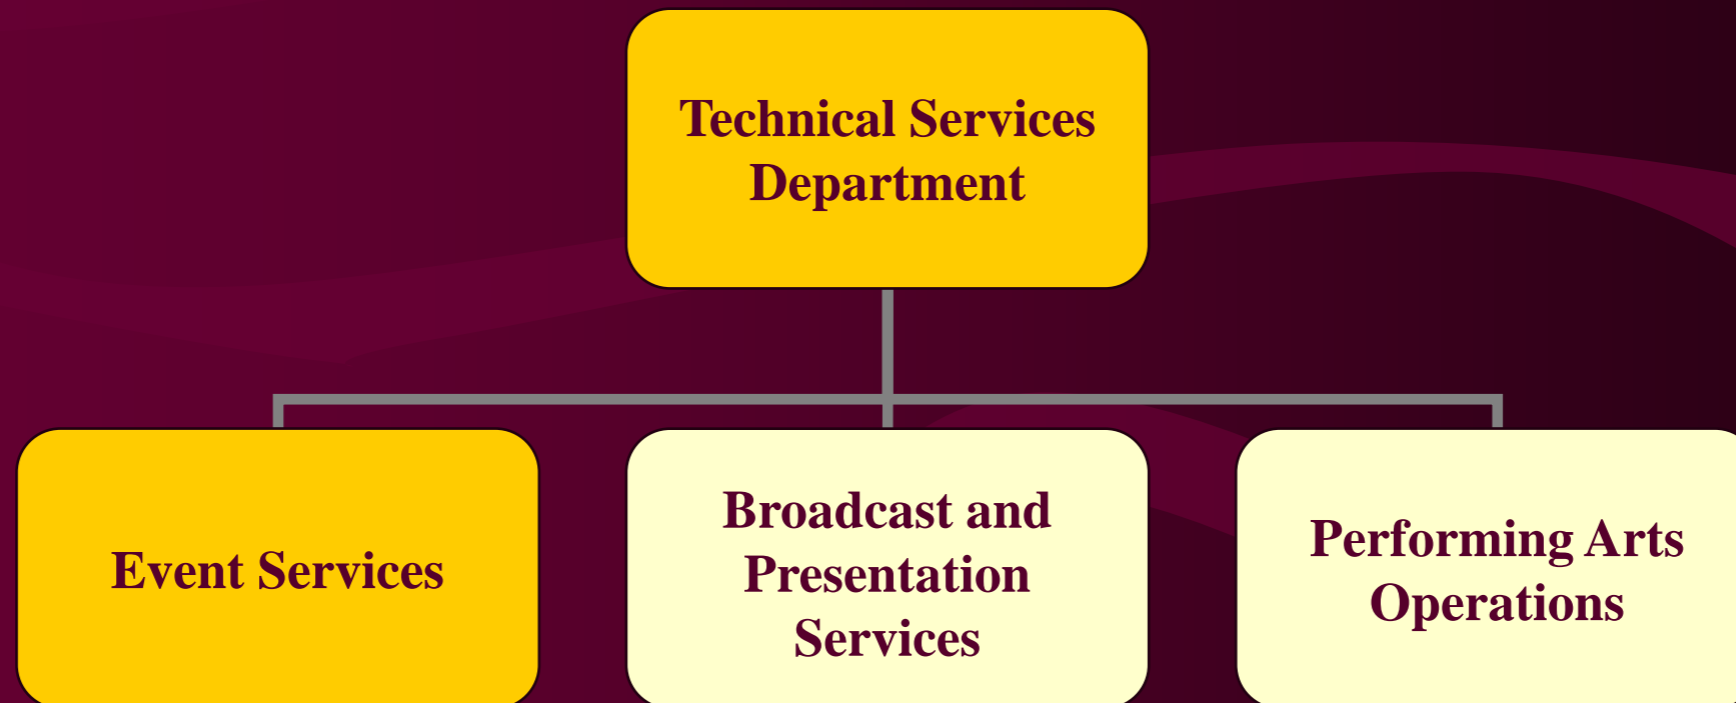 Technical Services
Department
Event Services
Broadcast and
Presentation
Services
Performing Arts
Operations